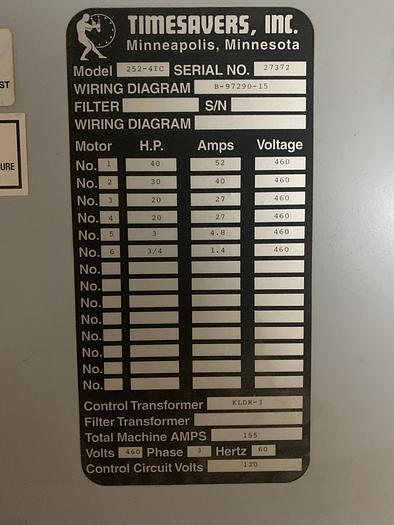 TIMESAVERS, INC.
Minneapolis, Minnesota
Model 252-4IC SERIAL NO. 27372
WIRING DIAGRAM B-97290-15
FILTER S/N
WIRING DIAGRAM
Motor H.P. Amps Voltage
No. 1 40 52 460
No. 2 30 40 460
No. 3 20 27 460
No. 4 20 27 460
No. 5 3 4.8 460
No. 6 3/4 1.4 460
No.
No.
No.
No.
No.
No.
No.
Control Transformer KLDR-3
Filter Transformer
Total Machine AMPS 155
Volts 460 Phase 3 Hertz 60
Control Circuit Volts 120
ST
URE